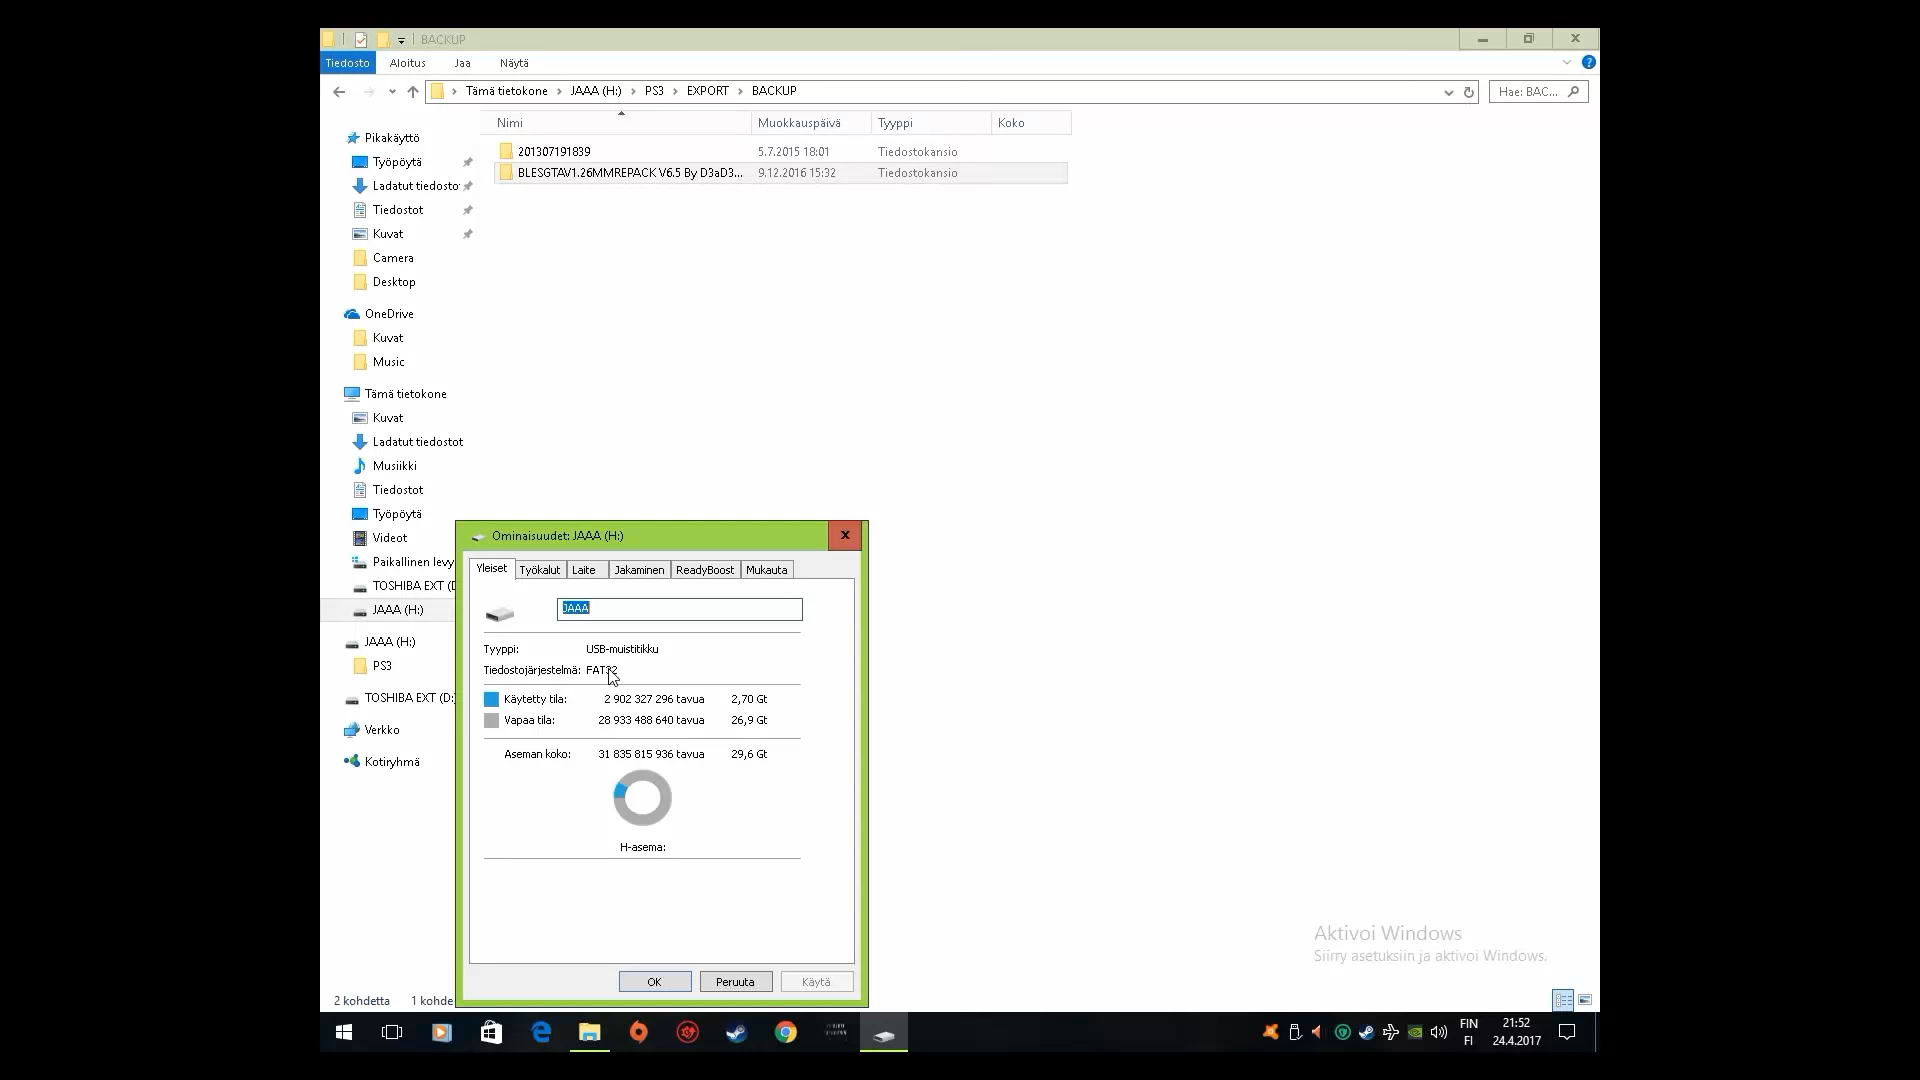 BACKUP
Tiedosto Aloitus Jaa Näytä
Tämä tietokone JAAA (H:) PS3 EXPORT BACKUP
Hae: BAC...
Nimi Muokkauspäivä Tyyppi Koko
201307191839 5.7.2015 18:01 Tiedostokansio
BLESGTAV1.26MMREPACK V6.5 By D3aD3... 9.12.2016 15:32 Tiedostokansio
Pikakäyttö
Työpöytä
Ladatut tiedosto
Tiedostot
Kuvat
Camera
Desktop
OneDrive
Kuvat
Music
Tämä tietokone
Kuvat
Ladatut tiedostot
Musiikki
Tiedostot
Työpöytä
Videot
Paikallinen levy
TOSHIBA EXT (D
JAAA (H:)
JAAA (H:)
PS3
TOSHIBA EXT (D:
Verkko
Kotiryhmä
Ominaisuudet: JAAA (H:)
Yleiset Työkalut Laite Jakaminen ReadyBoost Mukauta
JAAA
Tyyppi: USB-muistitikku
Tiedostojärjestelmä: FAT32
Käytetty tila: 2 902 327 296 tavua 2,70 Gt
Vapaa tila: 28 933 488 640 tavua 26,9 Gt
Aseman koko: 31 835 815 936 tavua 29,6 Gt
H-asema:
OK Peruuta Käytä
Aktivoi Windows
Siirry asetuksiin ja aktivoi Windows.
2 kohdetta 1 kohde
FIN
FI
21:52
24.4.2017